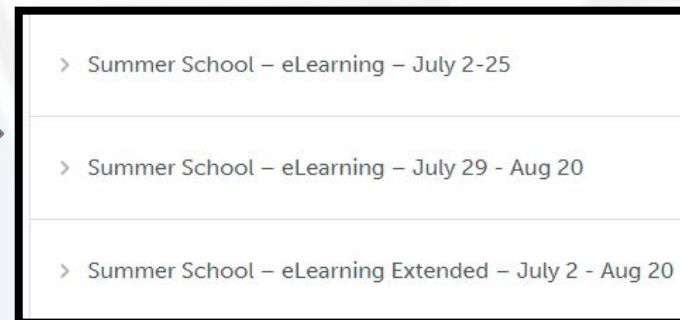 Summer School – eLearning – July 2-25
Summer School – eLearning – July 29 - Aug 20
Summer School – eLearning Extended – July 2 - Aug 20